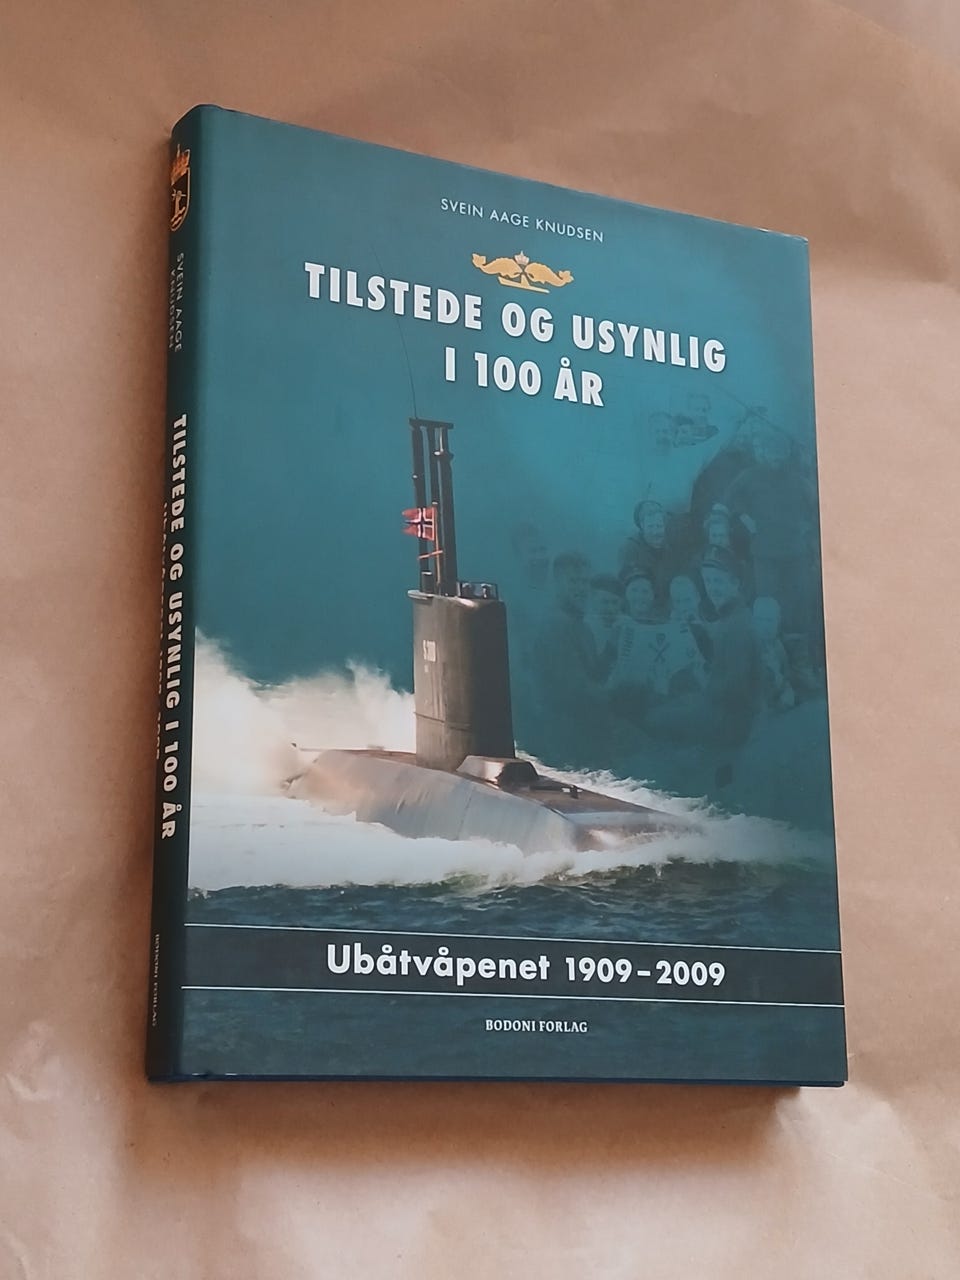 SVEIN AAGE KNUDSEN
TILSTEDE OG USYNLIG
I 100 ÅR
Ubåtvåpenet 1909–2009
BODONI FORLAG
SVEIN AAGE
KNUDSEN
TILSTEDE OG USYNLIG I 100 ÅR
BODONI FORLAG